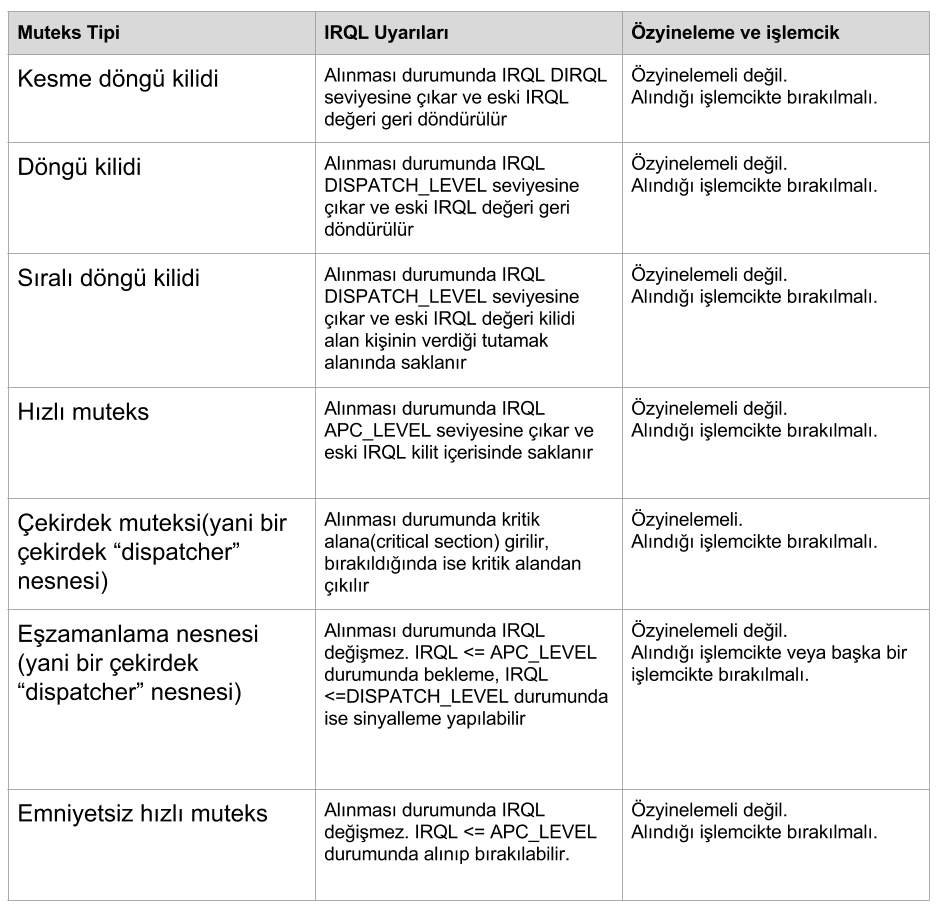 Muteks Tipi
IRQL Uyarıları
Özyineleme ve işlemcik
Kesme döngü kilidi
Alınması durumunda IRQL DIRQL
seviyesine çıkar ve eski IRQL
değeri geri döndürülür
Özyinelemeli değil.
Alındığı işlemcikte bırakılmalı.
Döngü kilidi
Alınması durumunda IRQL
DISPATCH_LEVEL seviyesine
çıkar ve eski IRQL değeri geri
döndürülür
Özyinelemeli değil.
Alındığı işlemcikte bırakılmalı.
Sıralı döngü kilidi
Alınması durumunda IRQL
DISPATCH_LEVEL seviyesine
çıkar ve eski IRQL değeri kilidi
alan kişinin verdiği tutamak
alanında saklanır
Özyinelemeli değil.
Alındığı işlemcikte bırakılmalı.
Hızlı muteks
Alınması durumunda IRQL
APC_LEVEL seviyesine çıkar ve
eski IRQL kilit içerisinde saklanır
Özyinelemeli değil.
Alındığı işlemcikte bırakılmalı.
Çekirdek muteksi(yani bir
çekirdek “dispatcher”
nesnesi)
Alınması durumunda kritik
alana(critical section) girilir,
bırakıldığında ise kritik alandan
çıkılır
Özyinelemeli.
Alındığı işlemcikte bırakılmalı.
Eşzamanlama nesnesi
(yani bir çekirdek
“dispatcher” nesnesi)
Alınması durumunda IRQL
değişmez. IRQL <= APC_LEVEL
durumunda bekleme, IRQL
<=DISPATCH_LEVEL durumunda
ise sinyalleme yapılabilir
Özyinelemeli değil.
Alındığı işlemcikte veya başka bir
işlemcikte bırakılmalı.
Emniyetsiz hızlı muteks
Alınması durumunda IRQL
değişmez. IRQL <= APC_LEVEL
durumunda alınıp bırakılabilir.
Özyinelemeli değil.
Alındığı işlemcikte bırakılmalı.